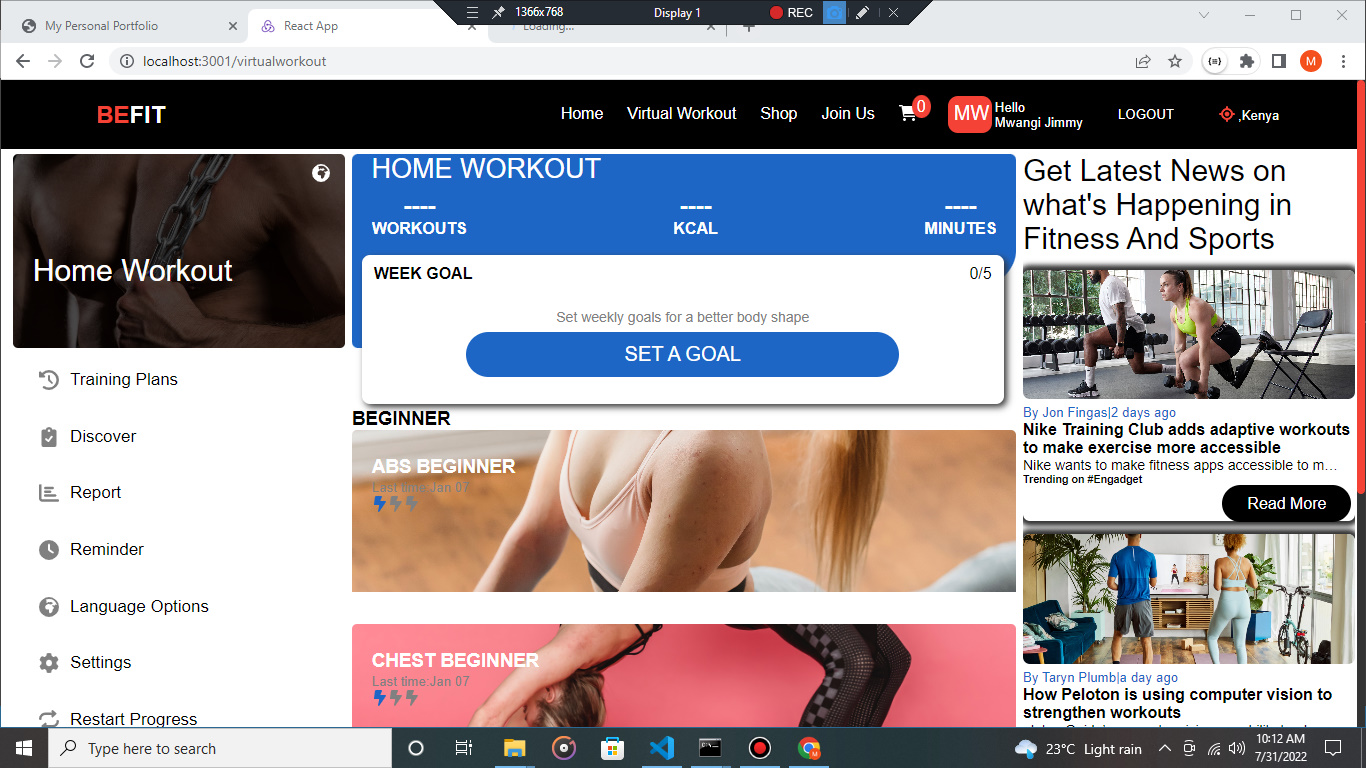 1366x768
Display 1
REC
My Personal Portfolio
React App
Loading...
localhost:3001/virtualworkout
M
BEFIT
Home
Virtual Workout
Shop
Join Us
0
MW
Hello
Mwangi Jimmy
LOGOUT
,Kenya
Home Workout
Training Plans
Discover
Report
Reminder
Language Options
Settings
Restart Progress
HOME WORKOUT
---- ---- ----
WORKOUTS KCAL MINUTES
WEEK GOAL 0/5
Set weekly goals for a better body shape
SET A GOAL
BEGINNER
ABS BEGINNER
Last time:Jan 07
CHEST BEGINNER
Last time:Jan 07
Get Latest News on
what's Happening in
Fitness And Sports
By Jon Fingas|2 days ago
Nike Training Club adds adaptive workouts
to make exercise more accessible
Nike wants to make fitness apps accessible to m...
Trending on #Engadget
Read More
By Taryn Plumb|a day ago
How Peloton is using computer vision to
strengthen workouts
Type here to search
23°C Light rain
10:12 AM
7/31/2022